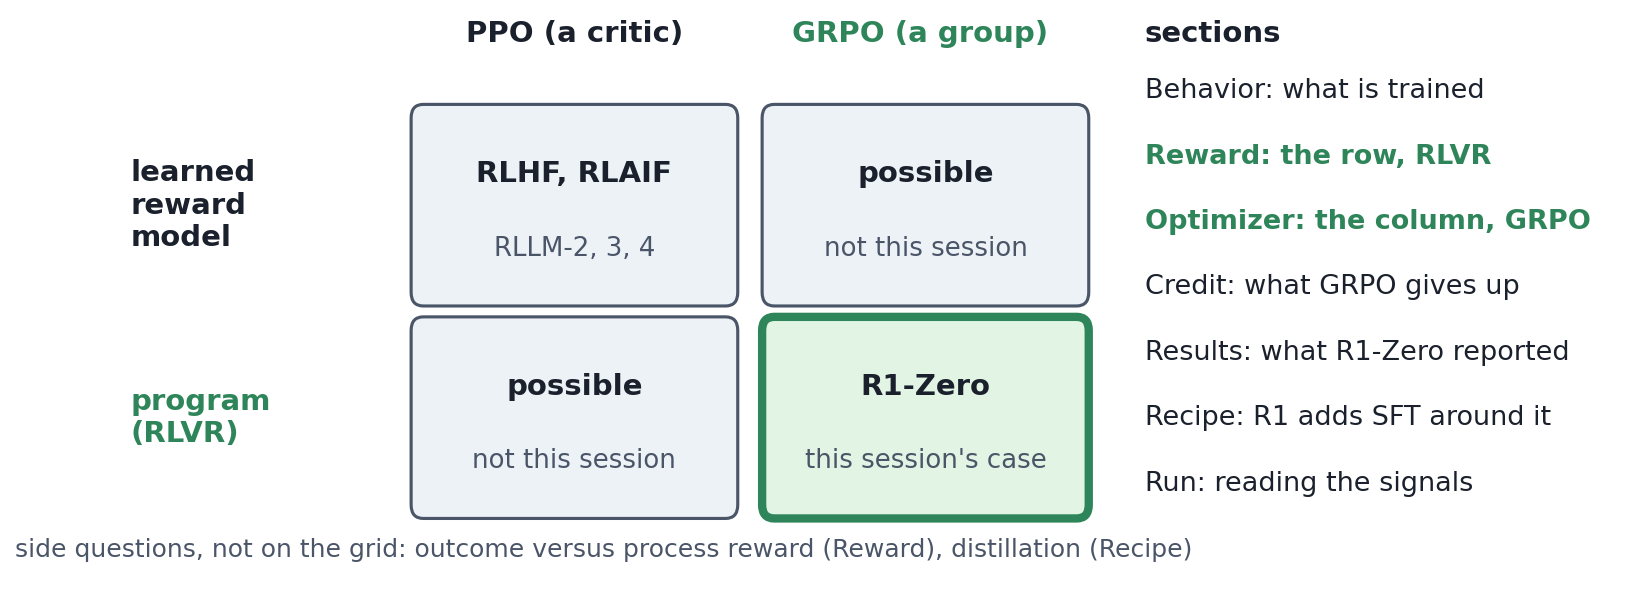 PPO (a critic)
GRPO (a group)
learned
reward
model
RLHF, RLAIF
RLLM-2, 3, 4
possible
not this session
program
(RLVR)
possible
not this session
R1-Zero
this session's case
sections
Behavior: what is trained
Reward: the row, RLVR
Optimizer: the column, GRPO
Credit: what GRPO gives up
Results: what R1-Zero reported
Recipe: R1 adds SFT around it
Run: reading the signals
side questions, not on the grid: outcome versus process reward (Reward), distillation (Recipe)